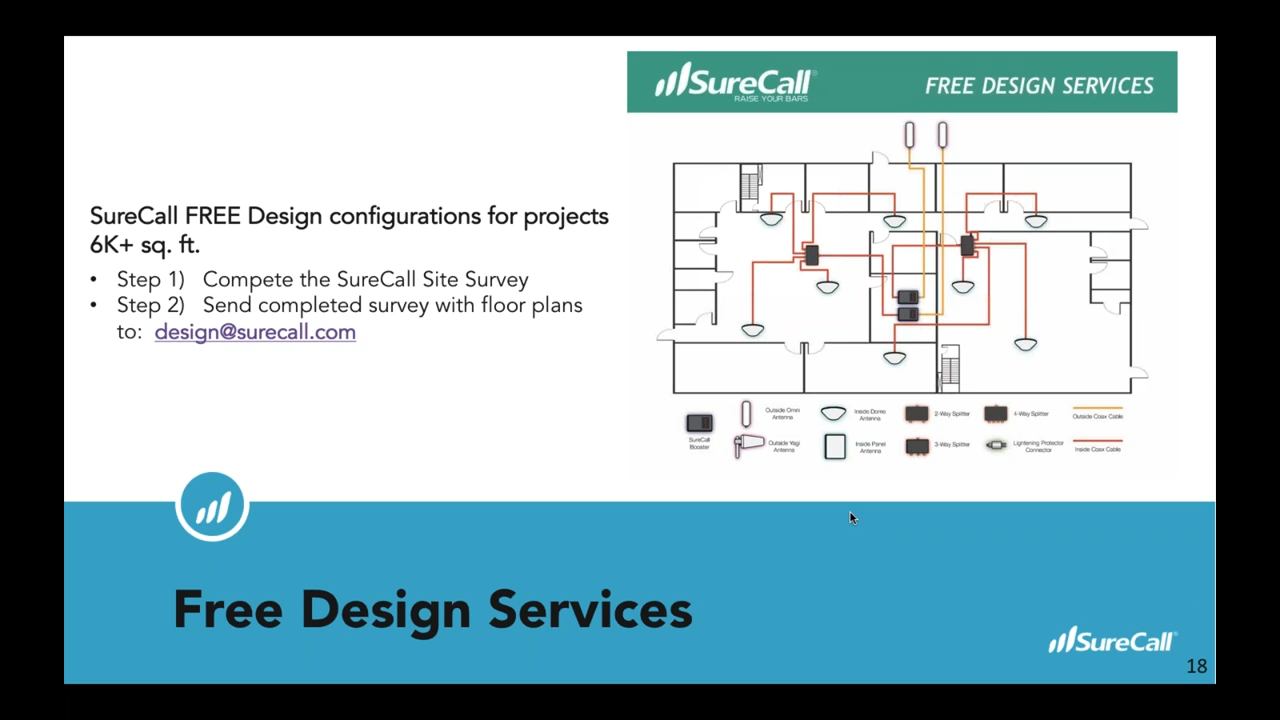 SureCall
RAISE YOUR BARS
FREE DESIGN SERVICES
SureCall FREE Design configurations for projects
6K+ sq. ft.
• Step 1) Compete the SureCall Site Survey
• Step 2) Send completed survey with floor plans
to: design@surecall.com
SureCall
Booster
Outside Omni
Antenna
Outside Yagi
Antenna
Inside Dome
Antenna
Inside Panel
Antenna
2-Way Splitter
3-Way Splitter
4-Way Splitter
Lightening Protector
Connector
Outside Coax Cable
Inside Coax Cable
Free Design Services
SureCall
18